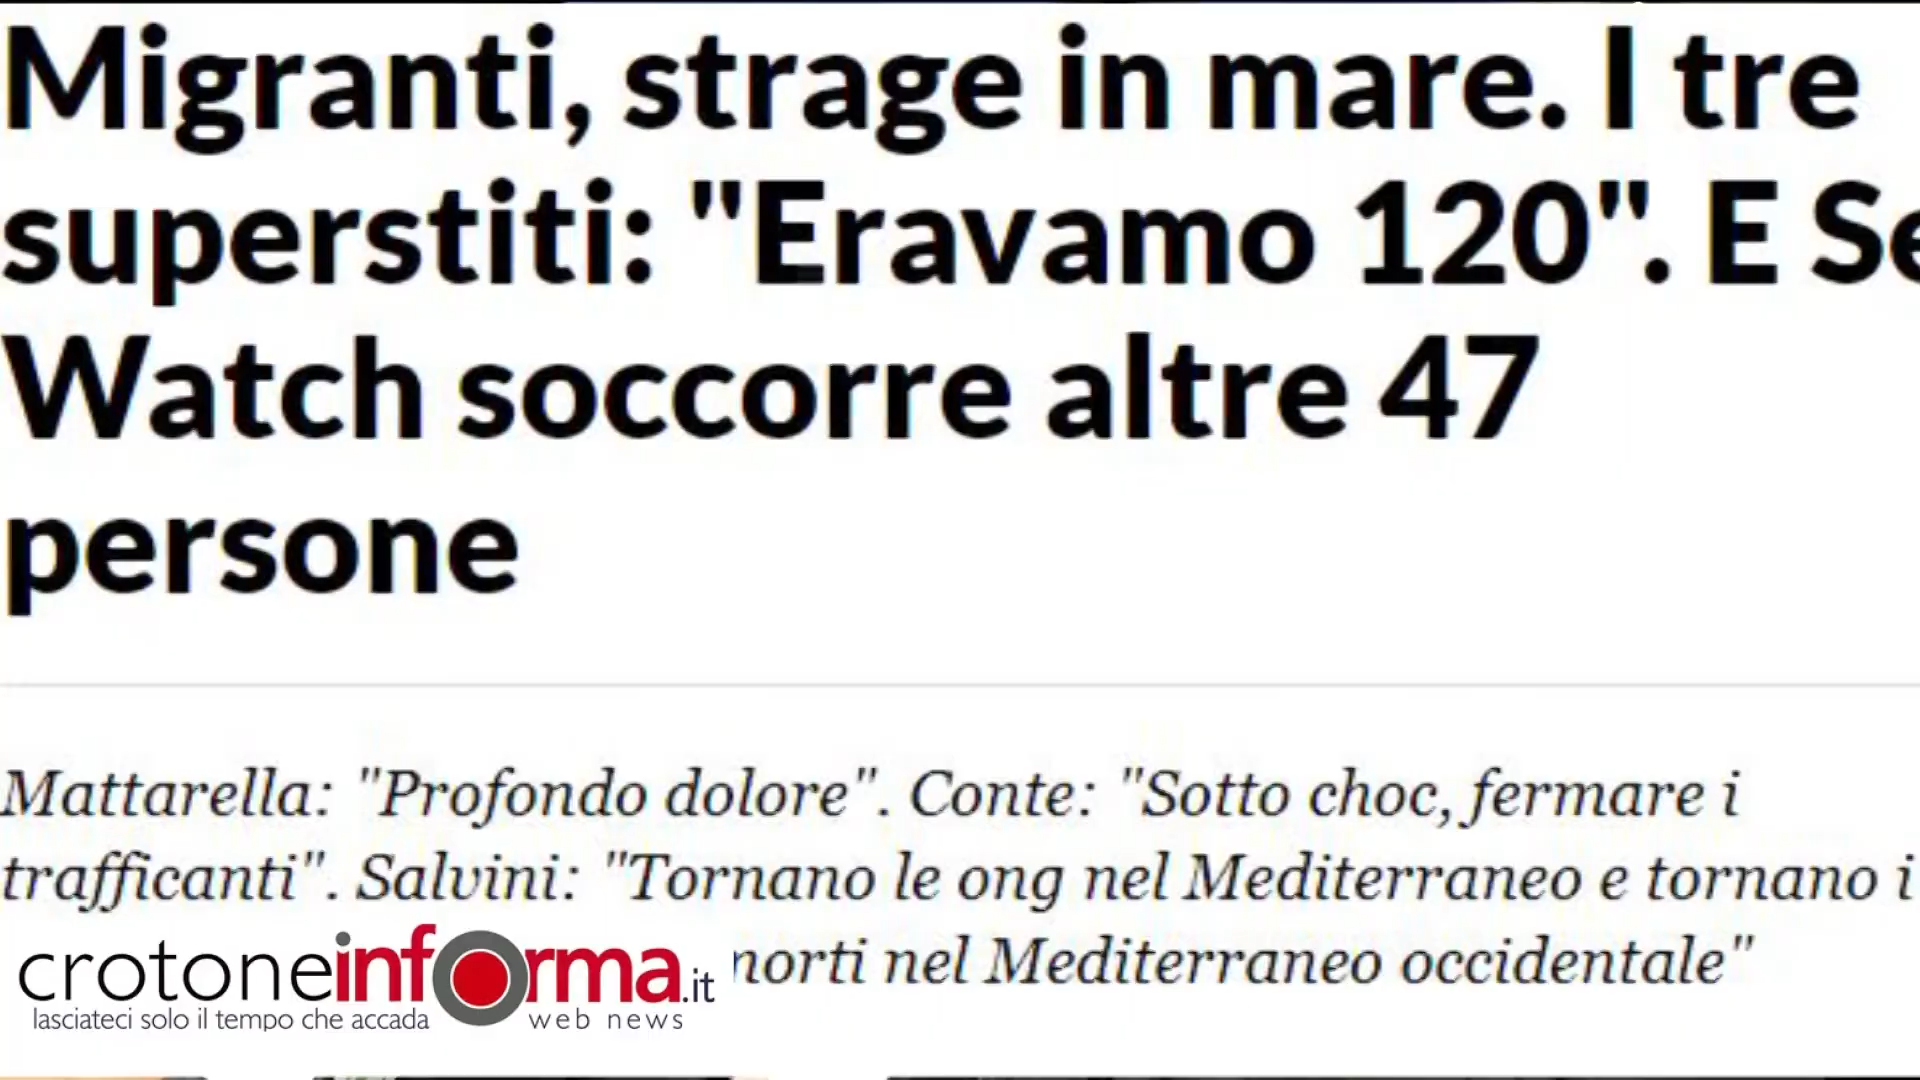 Migranti, strage in mare. I tre
superstiti: "Eravamo 120". E Se
Watch soccorre altre 47
persone
Mattarella: "Profondo dolore". Conte: "Sotto choc, fermare i
trafficanti". Salvini: "Tornano le ong nel Mediterraneo e tornano i
nel Mediterraneo occidentale"
crotoneinforma.it
lasciateci solo il tempo che accada
web news